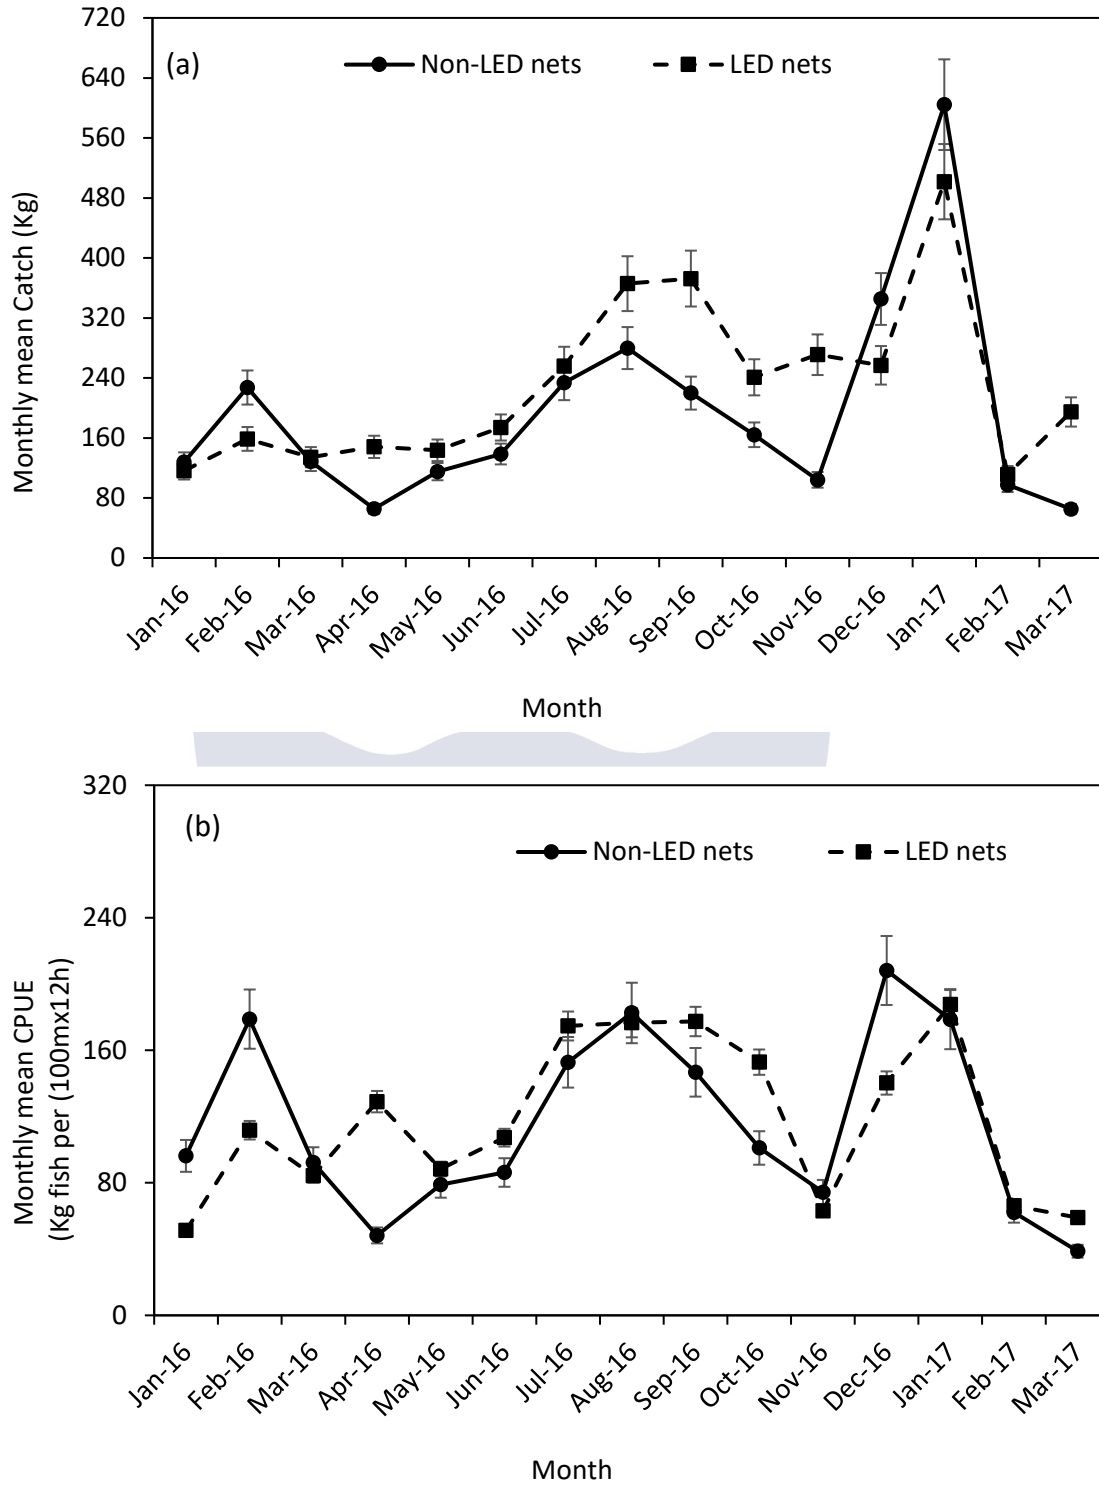 720
640
560
480
400
320
240
160
80
0
Monthly mean Catch (Kg)
(a)
Non-LED nets
LED nets
Jan-16
Feb-16
Mar-16
Apr-16
May-16
Jun-16
Jul-16
Aug-16
Sep-16
Oct-16
Nov-16
Dec-16
Jan-17
Feb-17
Mar-17
Month
320
240
160
80
0
Monthly mean CPUE
(Kg fish per (100mx12h)
(b)
Non-LED nets
LED nets
Jan-16
Feb-16
Mar-16
Apr-16
May-16
Jun-16
Jul-16
Aug-16
Sep-16
Oct-16
Nov-16
Dec-16
Jan-17
Feb-17
Mar-17
Month